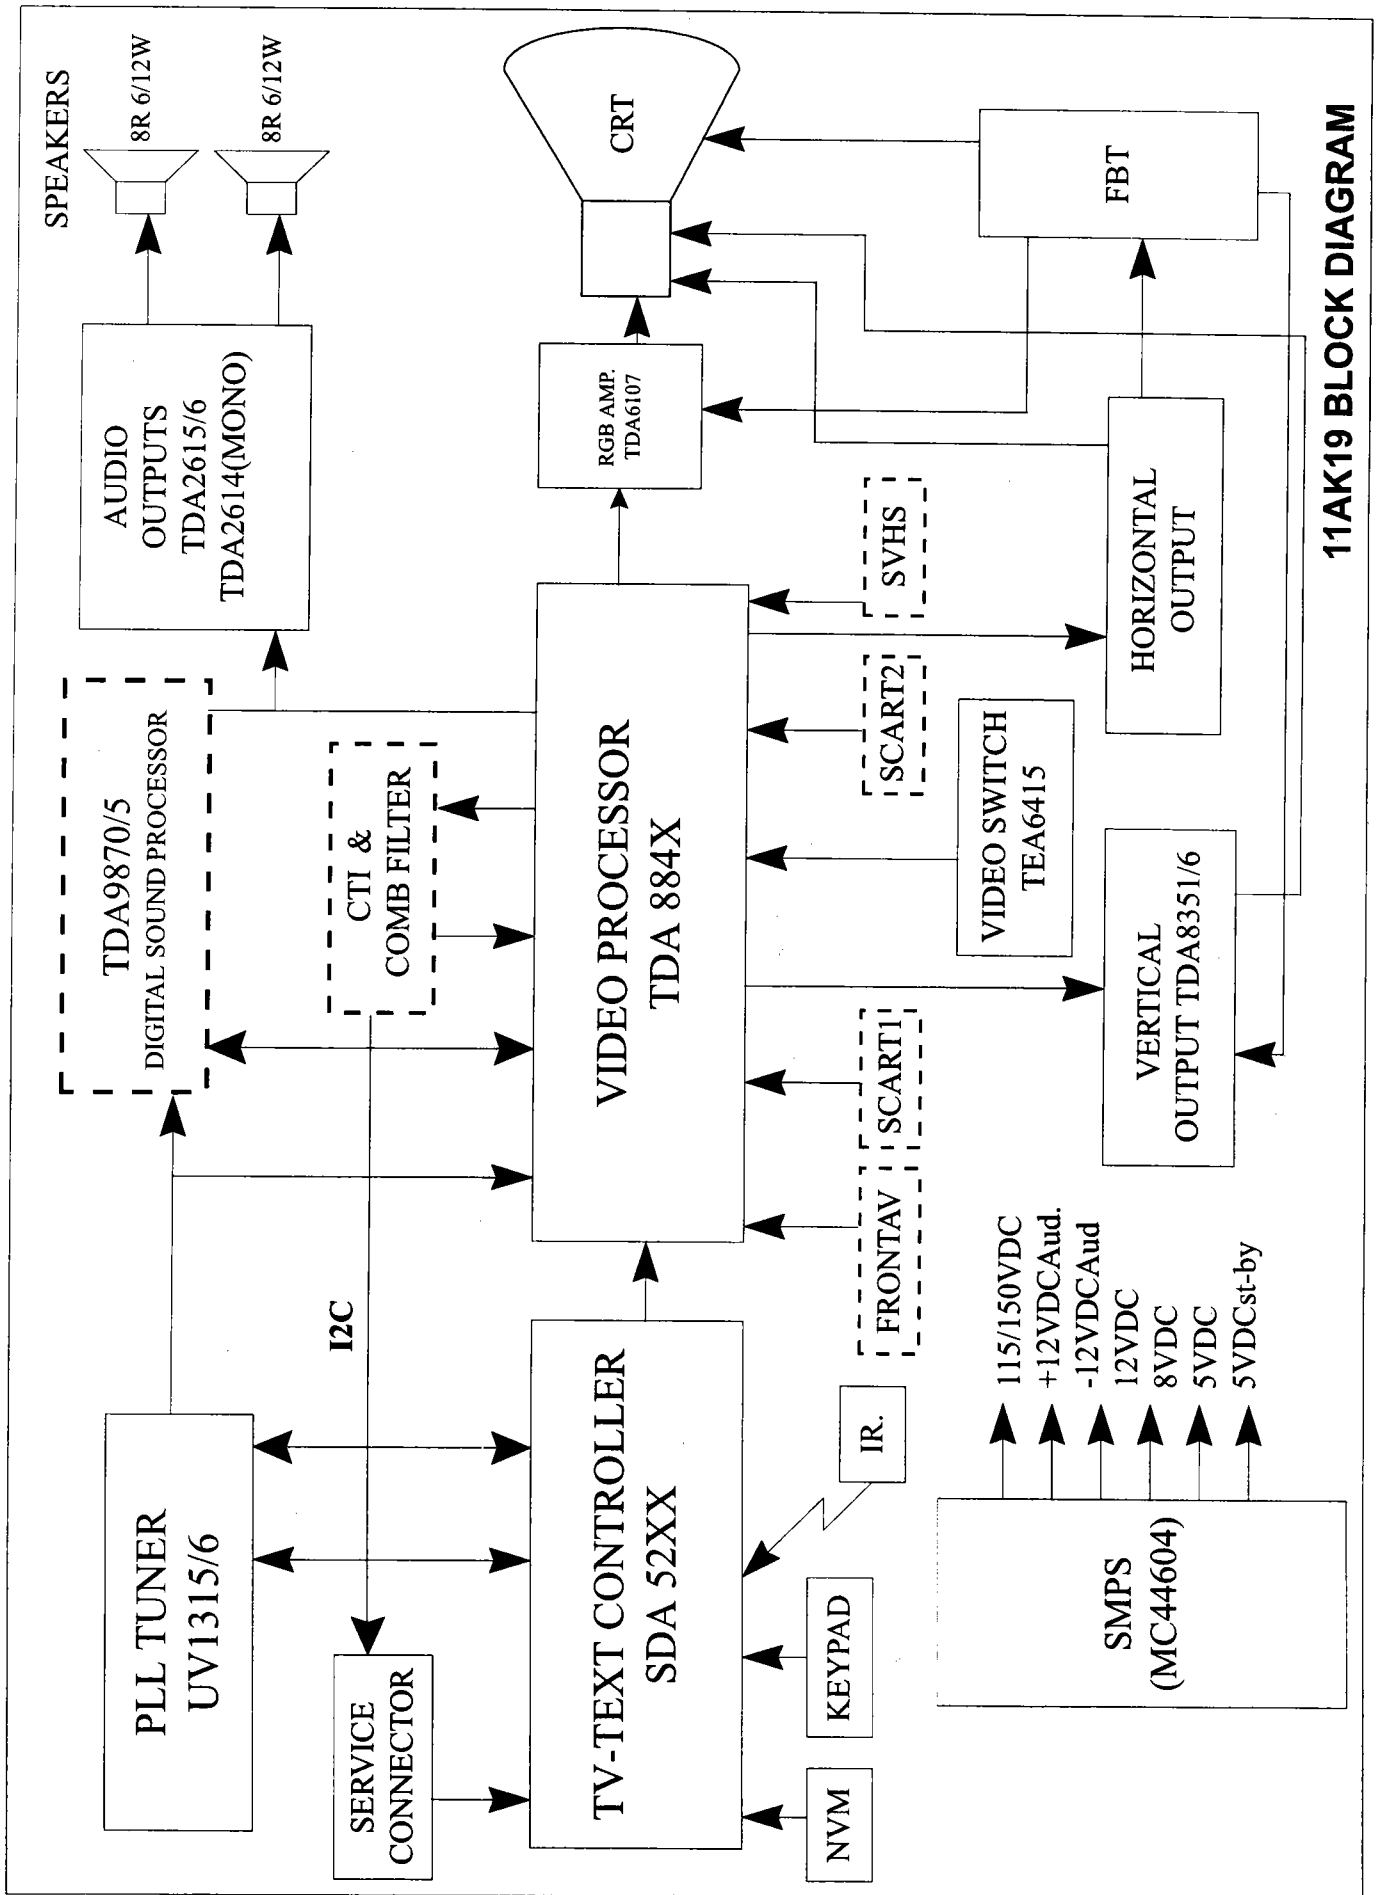 PLL TUNER
UV1315/6
TDA9870/5
DIGITAL SOUND PROCESSOR
AUDIO
OUTPUTS
TDA2615/6
TDA2614(MONO)
SPEAKERS
8R 6/12W
8R 6/12W
SERVICE
CONNECTOR
I2C
CTI &
COMB FILTER
TV-TEXT CONTROLLER
SDA 52XX
VIDEO PROCESSOR
TDA 884X
RGB AMP.
TDA6107
CRT
NVM
KEYPAD
IR.
FRONTAV
SCART1
SCART2
SVHS
VIDEO SWITCH
TEA6415
SMPS
(MC44604)
115/150VDC
+12VDCAud.
-12VDCAud
12VDC
8VDC
5VDC
5VDCst-by
VERTICAL
OUTPUT TDA8351/6
HORIZONTAL
OUTPUT
FBT
11AK19 BLOCK DIAGRAM